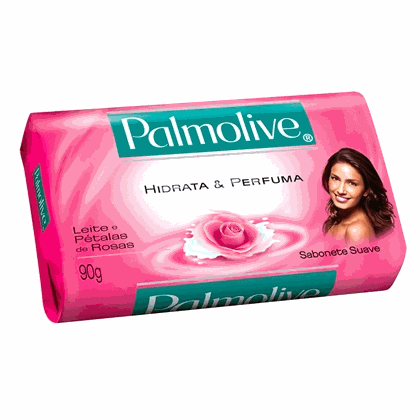 Palmolive®
HIDRATA & PERFUMA
Leite e
Pétalas
de Rosas
90g
Sabonete Suave
Palmolive